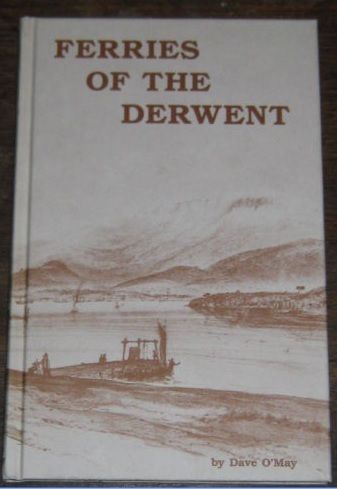 FERRIES
OF THE
DERWENT
by Dave O'May